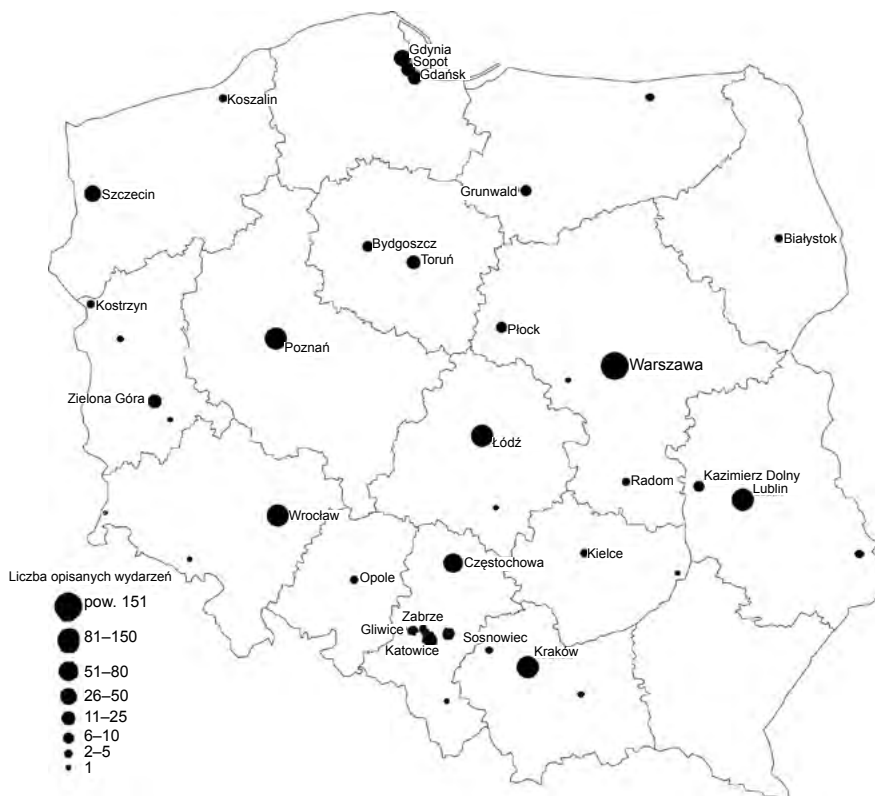 Gdynia
Sopot
Gdańsk
Koszalin
Szczecin
Grunwald
Białystok
Bydgoszcz
Toruń
Kostrzyn
Płock
Poznań
Warszawa
Zielona Góra
Łódź
Radom
Kazimierz Dolny
Lublin
Wrocław
Kielce
Częstochowa
Opole
Liczba opisanych wydarzeń
pow. 151
81–150
51–80
26–50
11–25
6–10
2–5
1
Zabrze
Gliwice
Katowice
Sosnowiec
Kraków